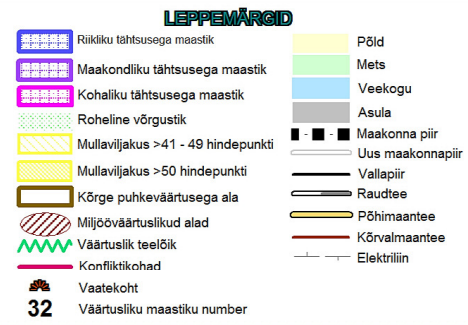 LEPPEMÄRGID
Riikliku tähtsusega maastik
Maakondliku tähtsusega maastik
Kohaliku tähtsusega maastik
Roheline võrgustik
Mullaviljakus >41 - 49 hindepunkti
Mullaviljakus >50 hindepunkti
Kõrge puhkeväärtusega ala
Miljööväärtuslikud alad
Väärtuslik teelõik
Konfliktikohad
Vaatekoht
32 Väärtusliku maastiku number
Põld
Mets
Veekogu
Asula
Maakonna piir
Uus maakonnapiir
Vallapiir
Raudtee
Põhimaantee
Kõrvalmaantee
Elektriliin